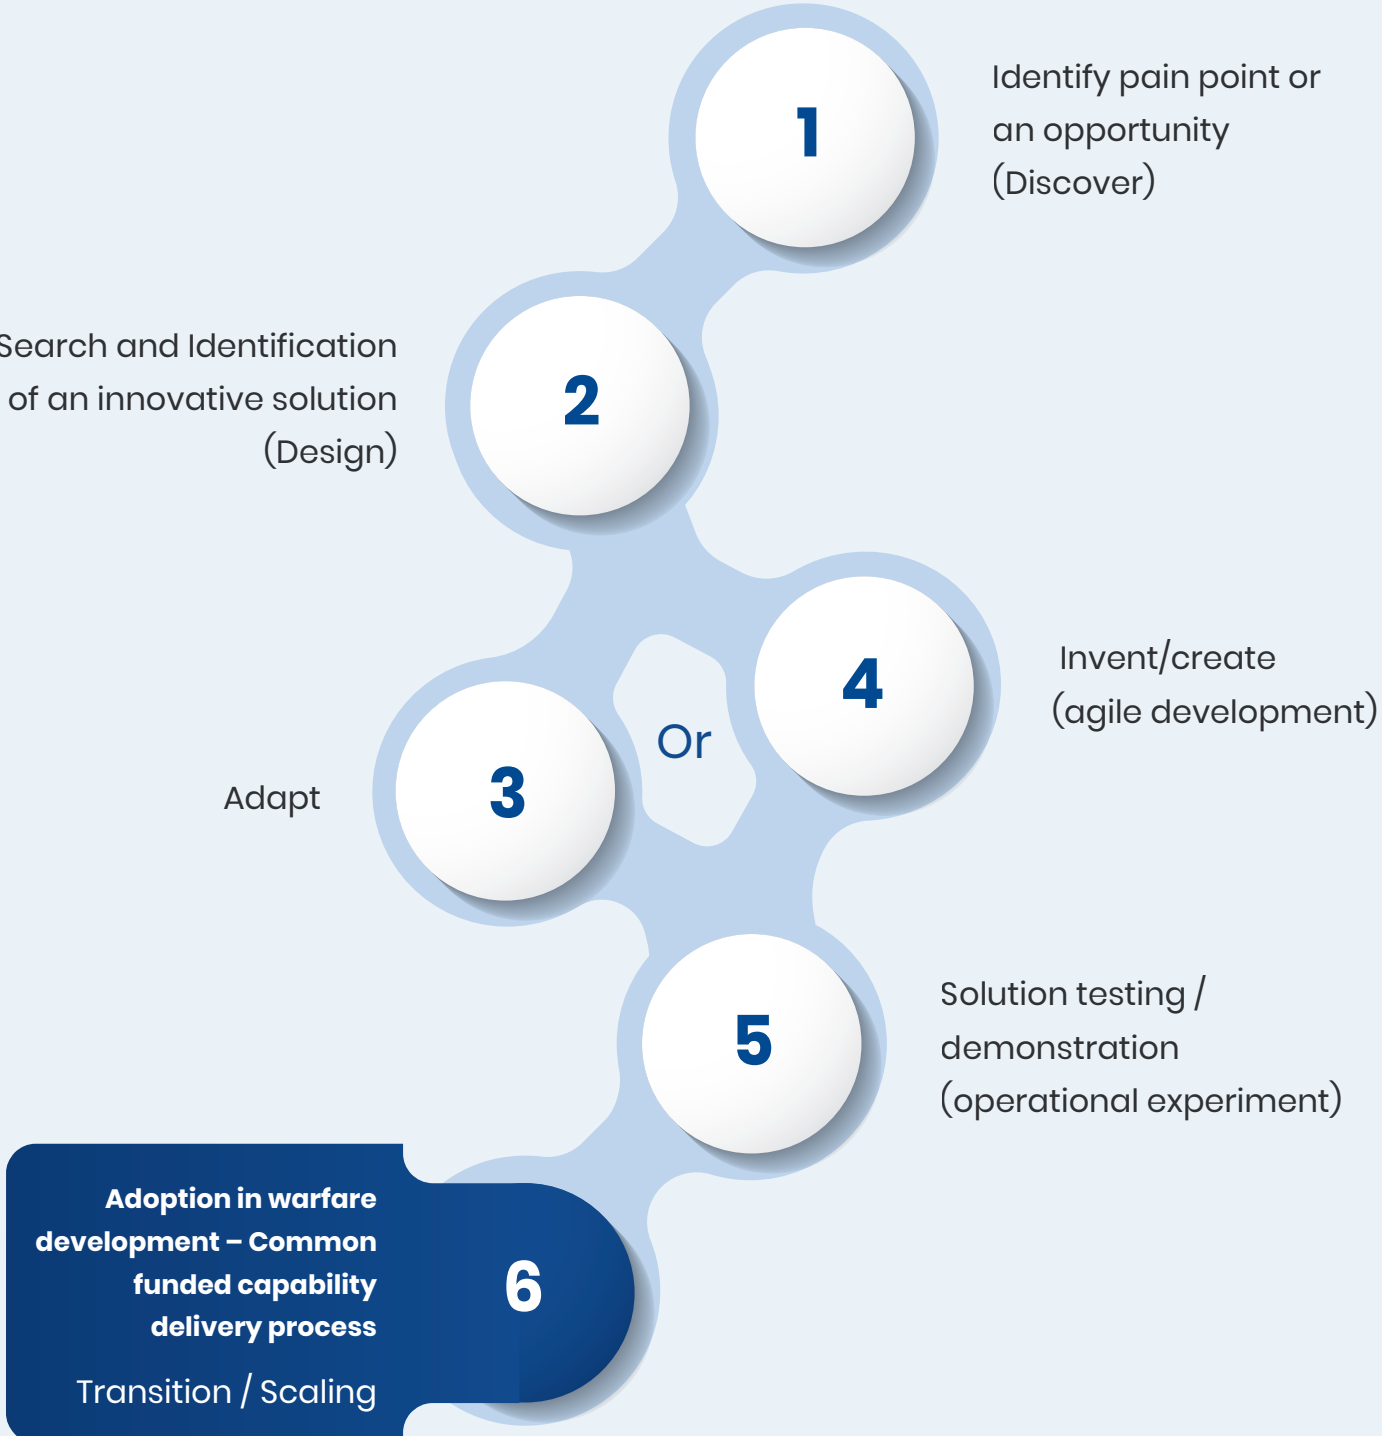 1
Identify pain point or
an opportunity
(Discover)
2
Search and Identification
of an innovative solution
(Design)
3
Adapt
Or
4
Invent/create
(agile development)
5
Solution testing /
demonstration
(operational experiment)
6
Adoption in warfare
development – Common
funded capability
delivery process
Transition / Scaling